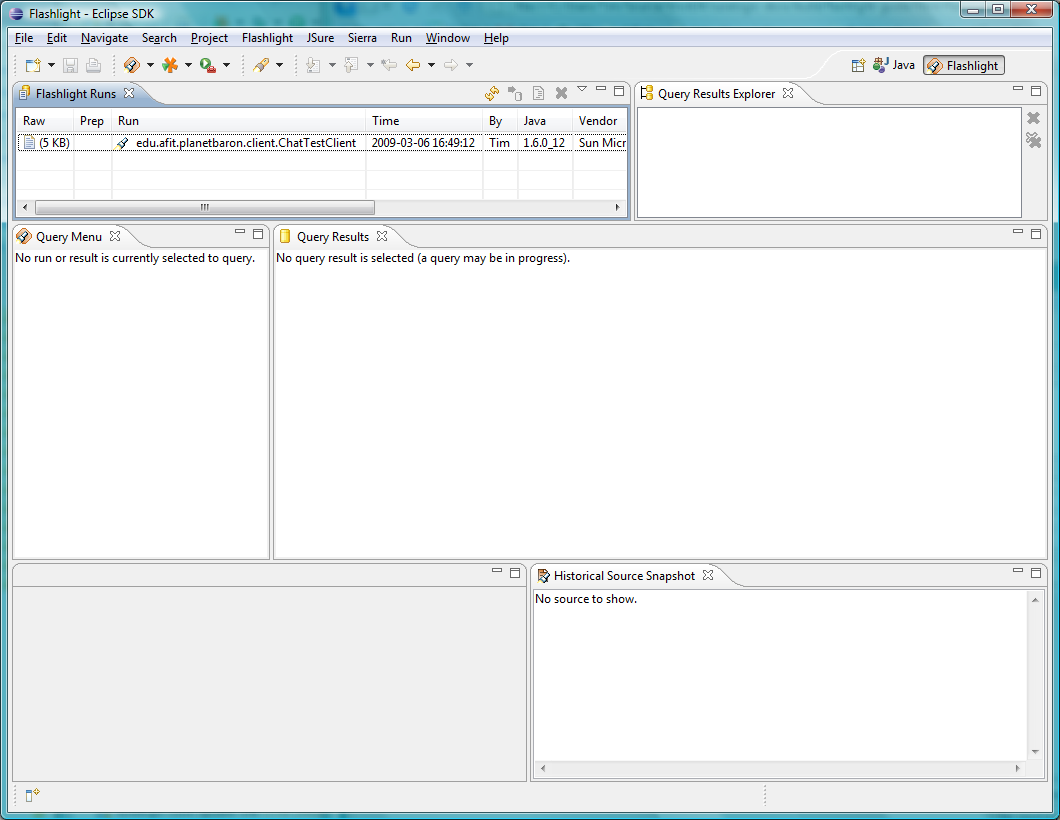 Flashlight - Eclipse SDK
File Edit Navigate Search Project Flashlight JSure Sierra Run Window Help
Java Flashlight
Flashlight Runs
Raw Prep Run Time By Java Vendor
(5 KB) edu.afit.planetbaron.client.ChatTestClient 2009-03-06 16:49:12 Tim 1.6.0_12 Sun Micr
Query Results Explorer
Query Menu
No run or result is currently selected to query.
Query Results
No query result is selected (a query may be in progress).
Historical Source Snapshot
No source to show.